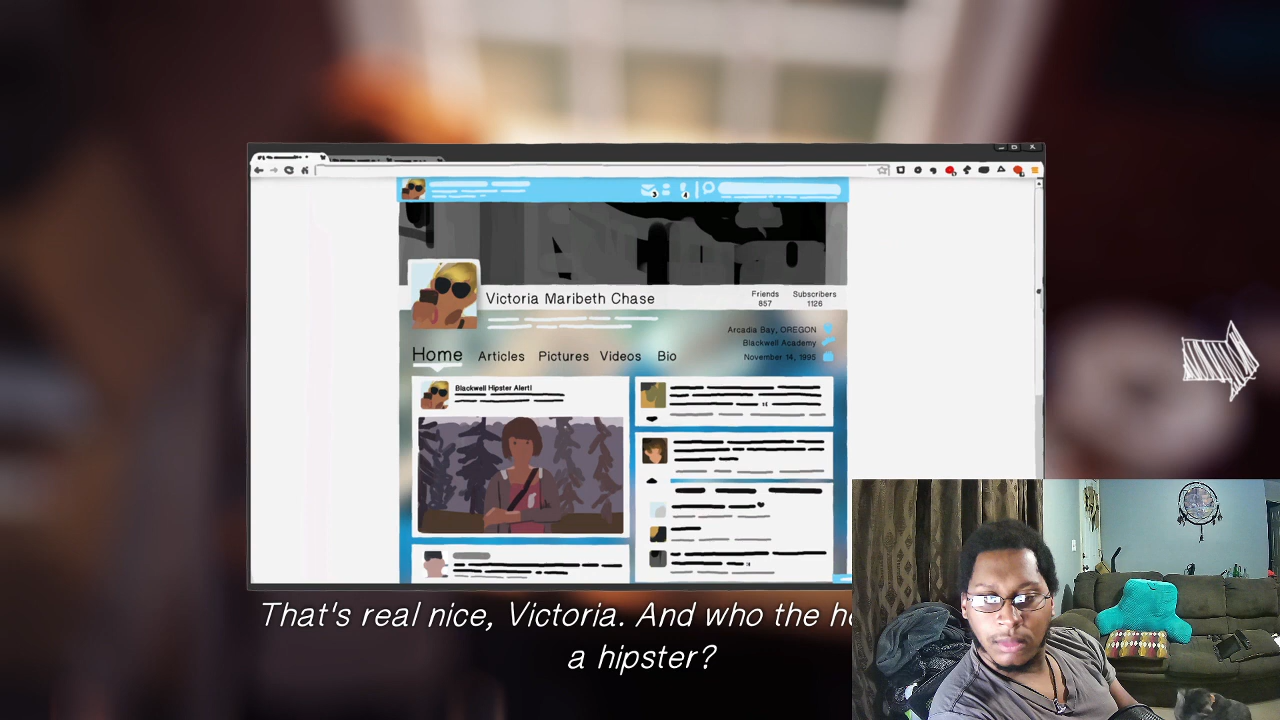 Victoria Maribeth Chase
Friends
857
Subscribers
1126
Arcadia Bay, OREGON
Blackwell Academy
November 14, 1995
Home Articles Pictures Videos Bio
Blackwell Hipster Alert!
That's real nice, Victoria. And who the
a hipster?